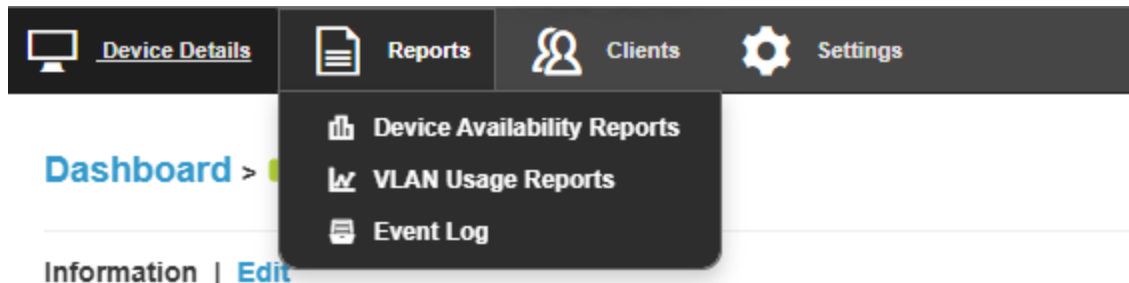 Device Details Reports Clients Settings
Device Availability Reports
Dashboard >
VLAN Usage Reports
Event Log
Information | Edit